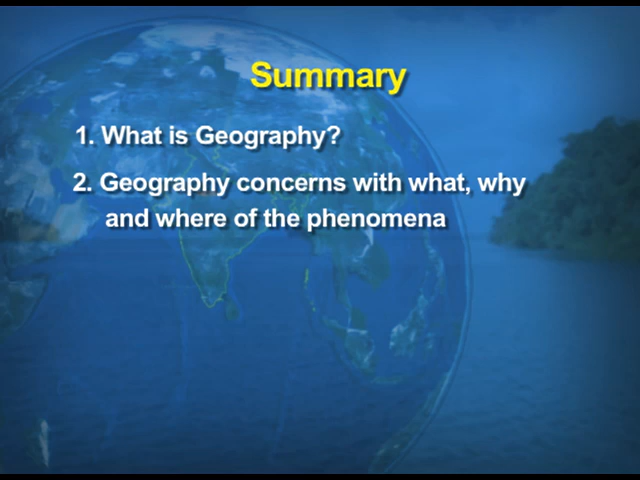 Summary
1. What is Geography?
2. Geography concerns with what, why
and where of the phenomena